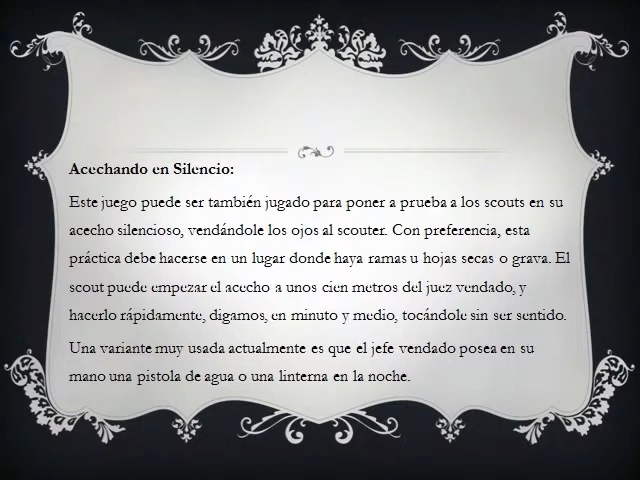 Acechando en Silencio:
Este juego puede ser también jugado para poner a prueba a los scouts en su
acecho silencioso, vendándole los ojos al scouter. Con preferencia, esta
práctica debe hacerse en un lugar donde haya ramas u hojas secas o grava. El
scout puede empezar el acecho a unos cien metros del juez vendado, y
hacerlo rápidamente, digamos, en minuto y medio, tocándole sin ser sentido.
Una variante muy usada actualmente es que el jefe vendado posea en su
mano una pistola de agua o una linterna en la noche.